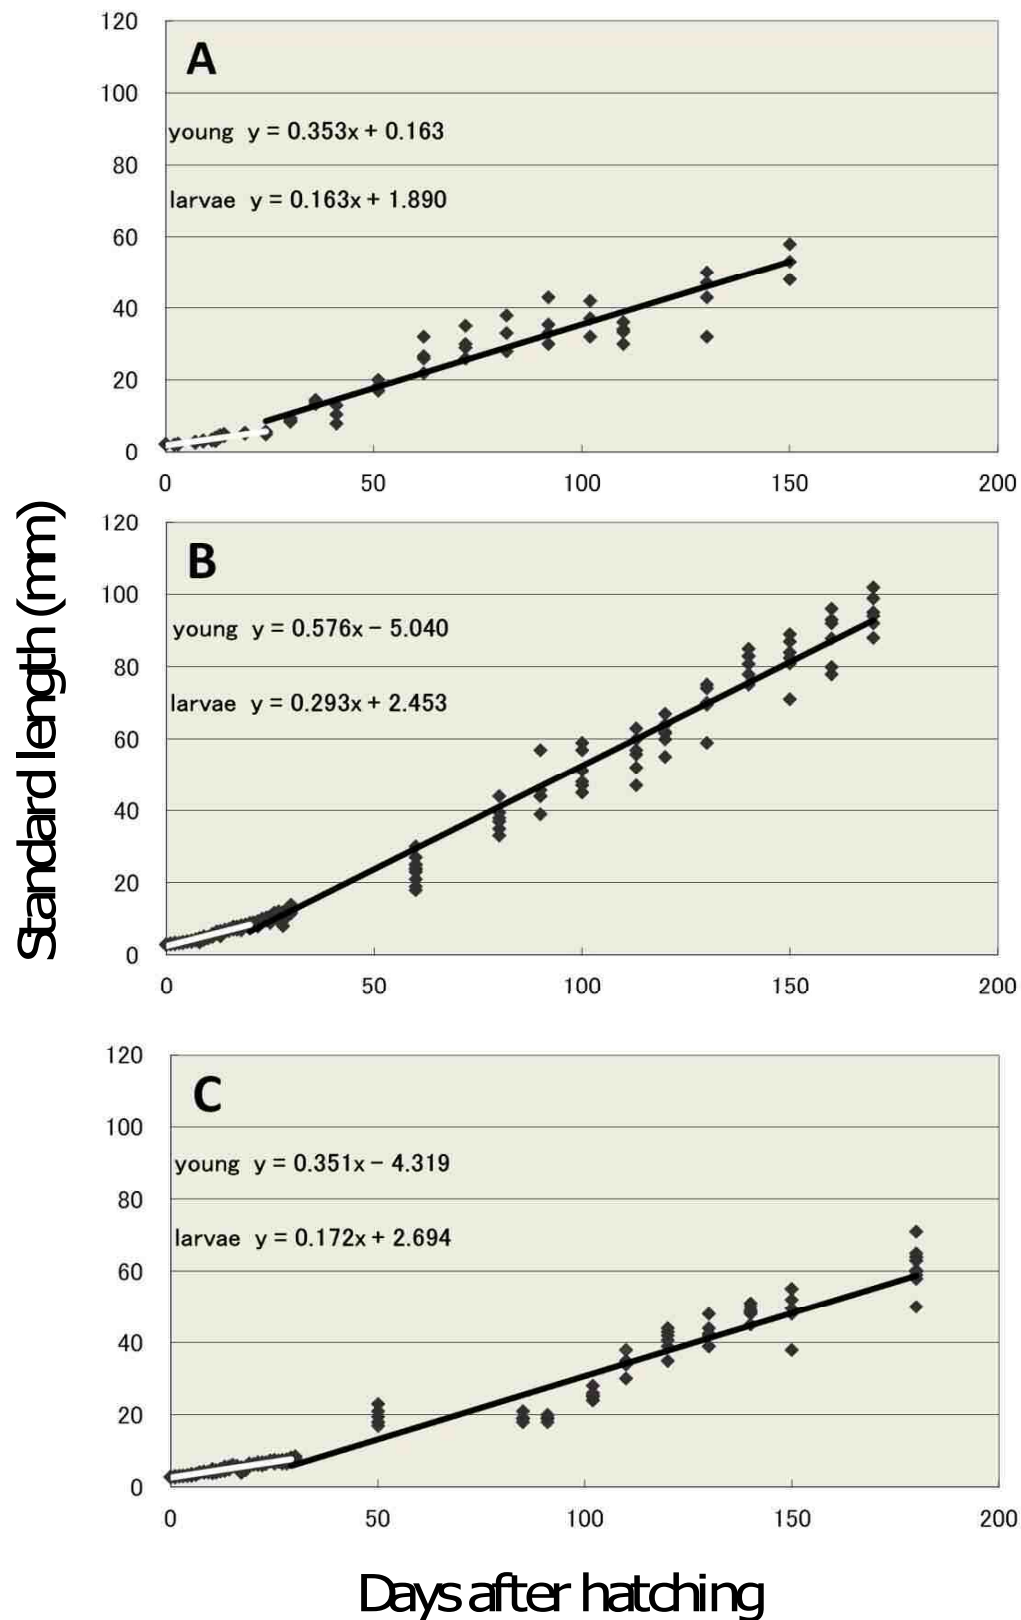 120
A
100
young y = 0.353x + 0.163
80
larvae y = 0.163x + 1.890
60
40
20
0
0 50 100 150 200
120
B
100
young y = 0.576x − 5.040
80
larvae y = 0.293x + 2.453
60
40
20
0
0 50 100 150 200
Standard length (mm)
120
C
100
young y = 0.351x − 4.319
80
larvae y = 0.172x + 2.694
60
40
20
0
0 50 100 150 200
Days after hatching